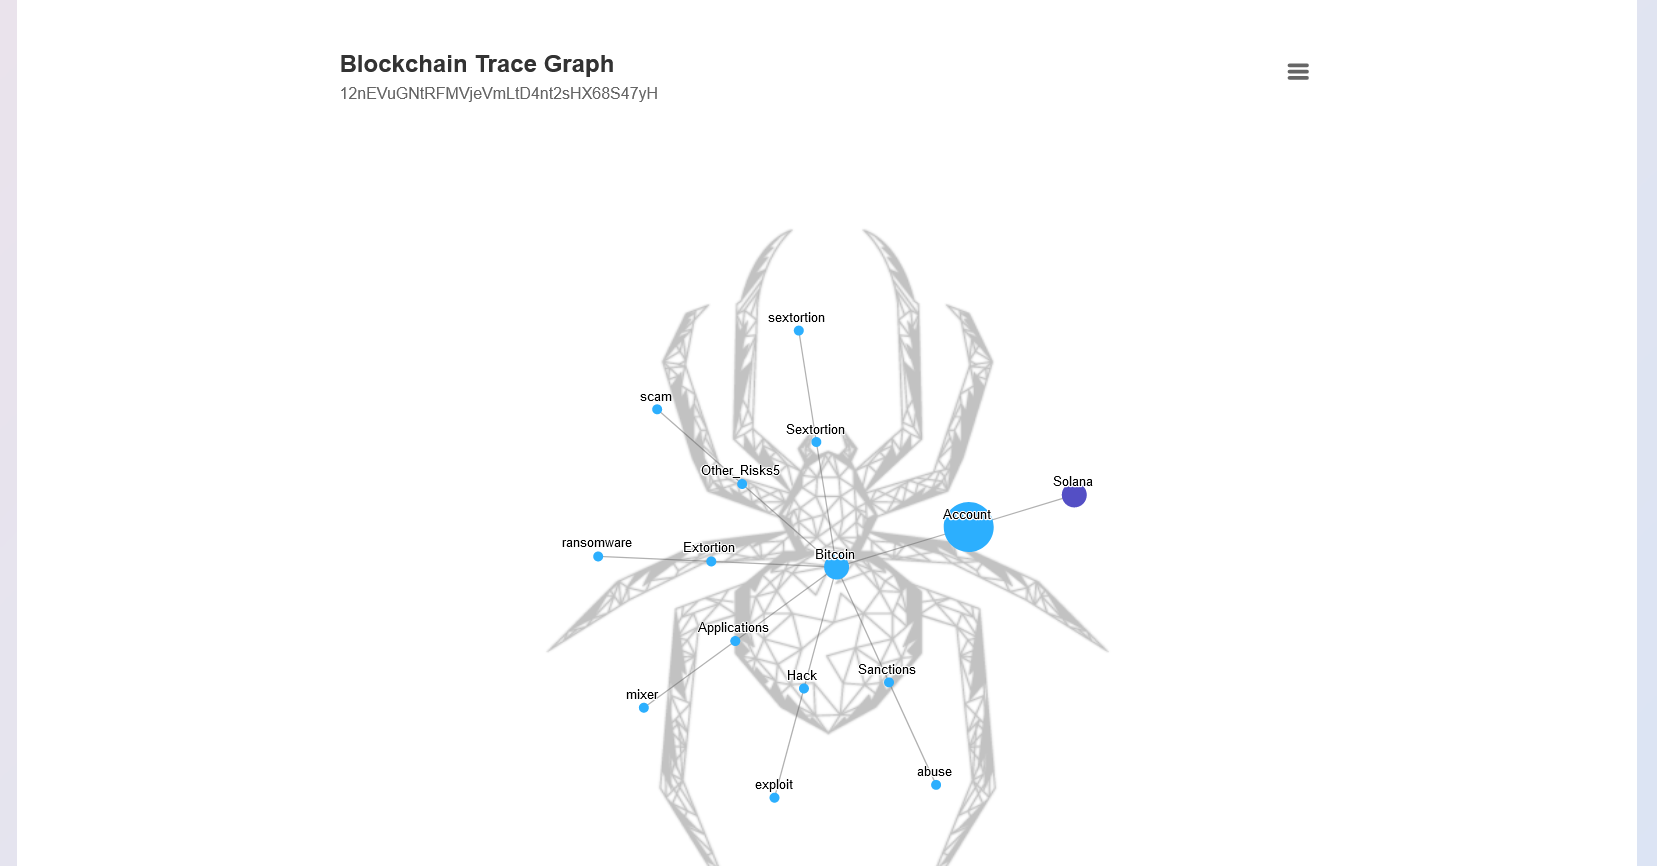 Blockchain Trace Graph
12nEVuGNtRFMVjeVmLtD4nt2sHX68S47yH
sextortion
scam
Sextortion
Other_Risks5
Solana
Account
ransomware
Extortion
Bitcoin
Applications
Sanctions
Hack
mixer
abuse
exploit